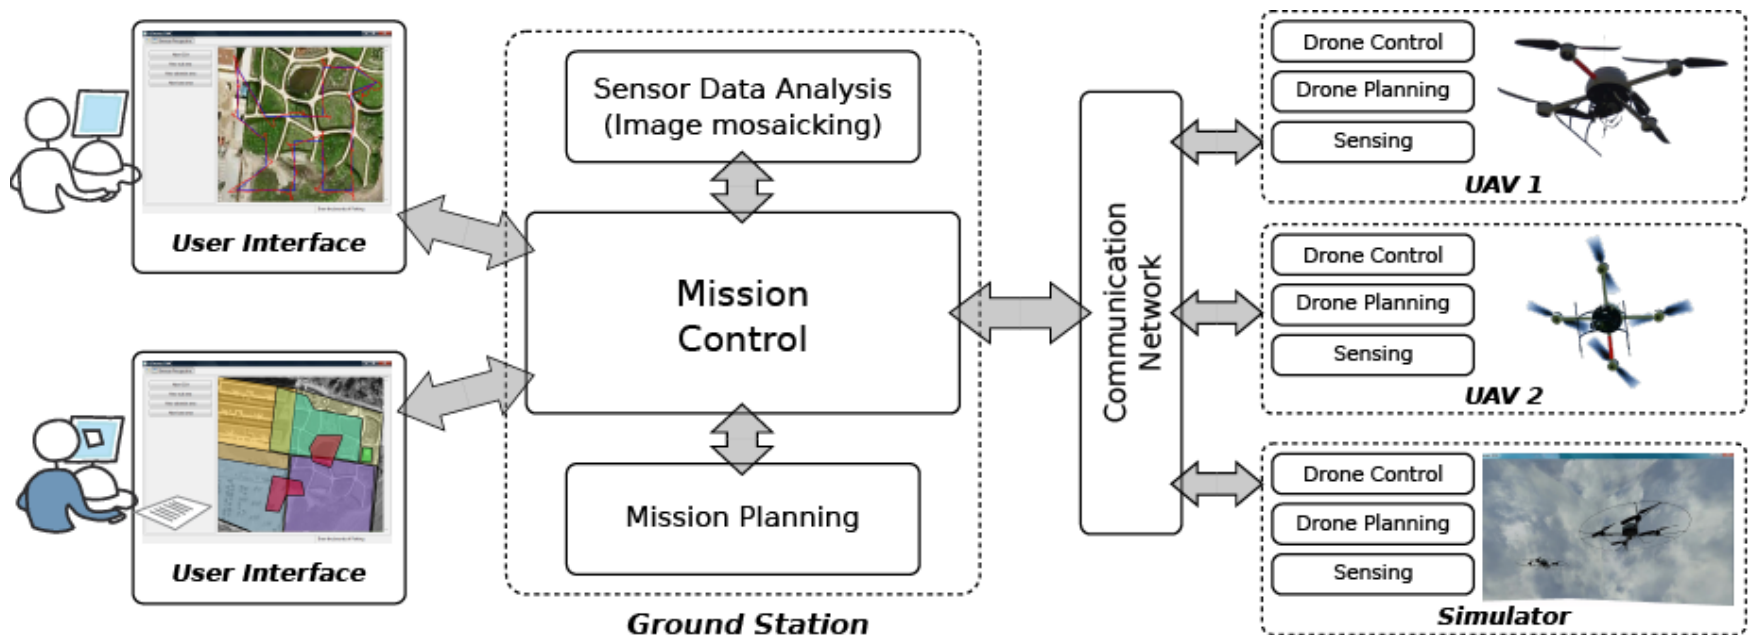 User Interface
User Interface
Sensor Data Analysis
(Image mosaicking)
Mission
Control
Mission Planning
Ground Station
Communication
Network
Drone Control
Drone Planning
Sensing
UAV 1
Drone Control
Drone Planning
Sensing
UAV 2
Drone Control
Drone Planning
Sensing
Simulator